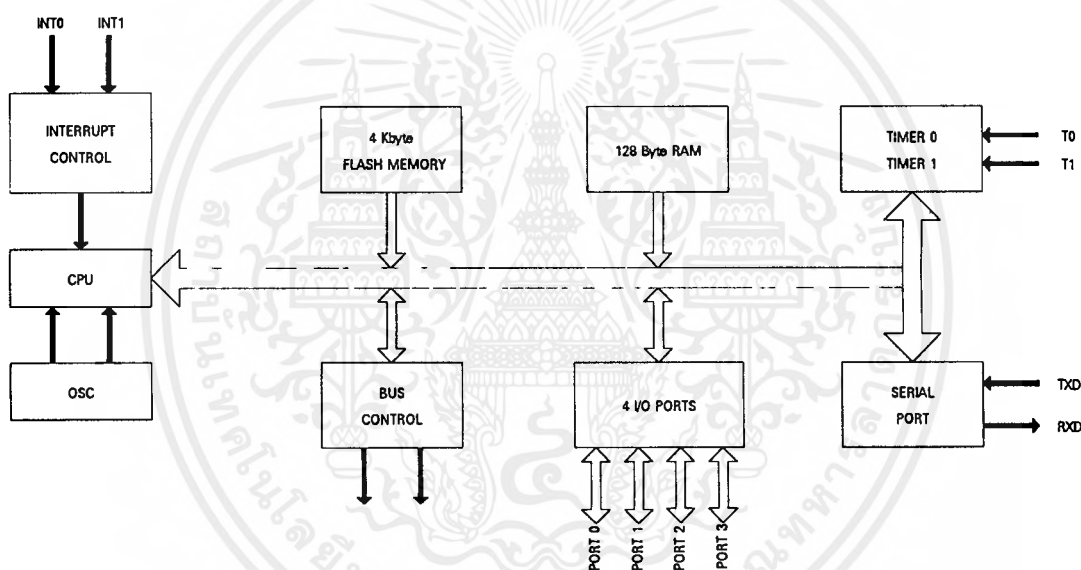 INT0 INT1
INTERRUPT
CONTROL
4 Kbyte
FLASH MEMORY
128 Byte RAM
TIMER 0
TIMER 1
T0
T1
CPU
OSC
BUS
CONTROL
4 I/O PORTS
SERIAL
PORT
TXD
RXD
PORT 0
PORT 1
PORT 2
PORT 3